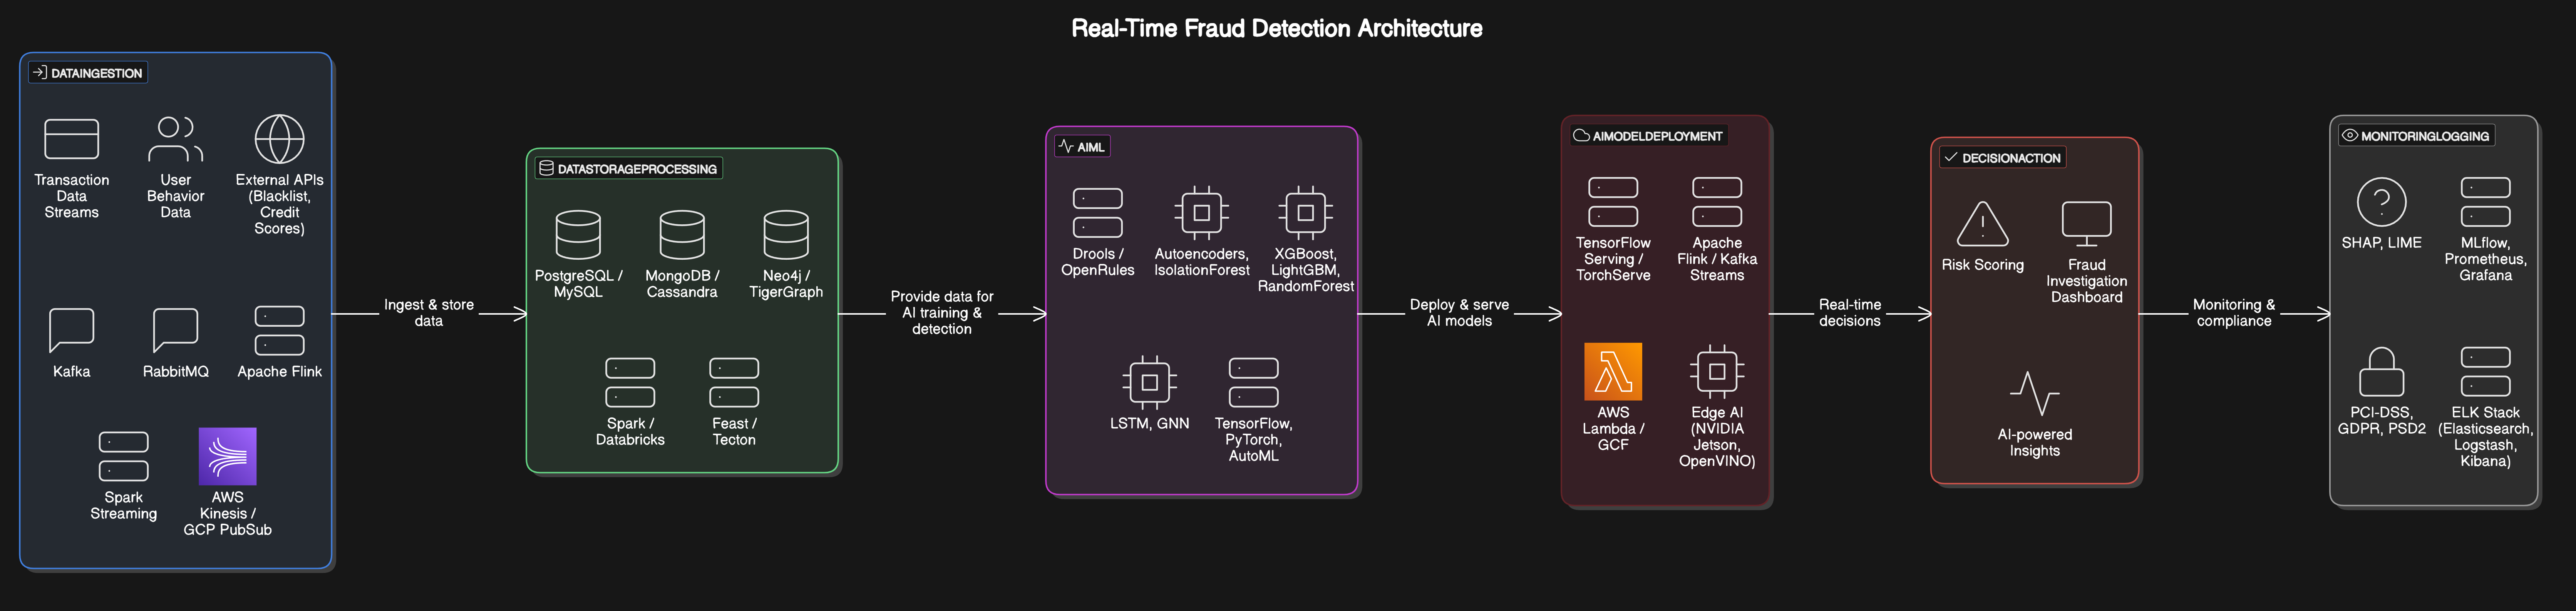 Real-Time Fraud Detection Architecture
DATAINGESTION
Transaction
Data
Streams
User
Behavior
Data
External APIs
(Blacklist,
Credit
Scores)
Kafka
RabbitMQ
Apache Flink
Spark
Streaming
AWS
Kinesis /
GCP PubSub
Ingest & store
data
DATASTORAGEPROCESSING
PostgreSQL /
MySQL
MongoDB /
Cassandra
Neo4j /
TigerGraph
Spark /
Databricks
Feast /
Tecton
Provide data for
AI training &
detection
AIML
Drools /
OpenRules
Autoencoders,
IsolationForest
XGBoost,
LightGBM,
RandomForest
LSTM, GNN
TensorFlow,
PyTorch,
AutoML
Deploy & serve
AI models
AIMODELDEPLOYMENT
TensorFlow
Serving /
TorchServe
Apache
Flink / Kafka
Streams
AWS
Lambda /
GCF
Edge AI
(NVIDIA
Jetson,
OpenVINO)
Real-time
decisions
DECISIONACTION
Risk Scoring
Fraud
Investigation
Dashboard
AI-powered
Insights
Monitoring &
compliance
MONITORINGLOGGING
SHAP, LIME
MLflow,
Prometheus,
Grafana
PCI-DSS,
GDPR, PSD2
ELK Stack
(Elasticsearch,
Logstash,
Kibana)